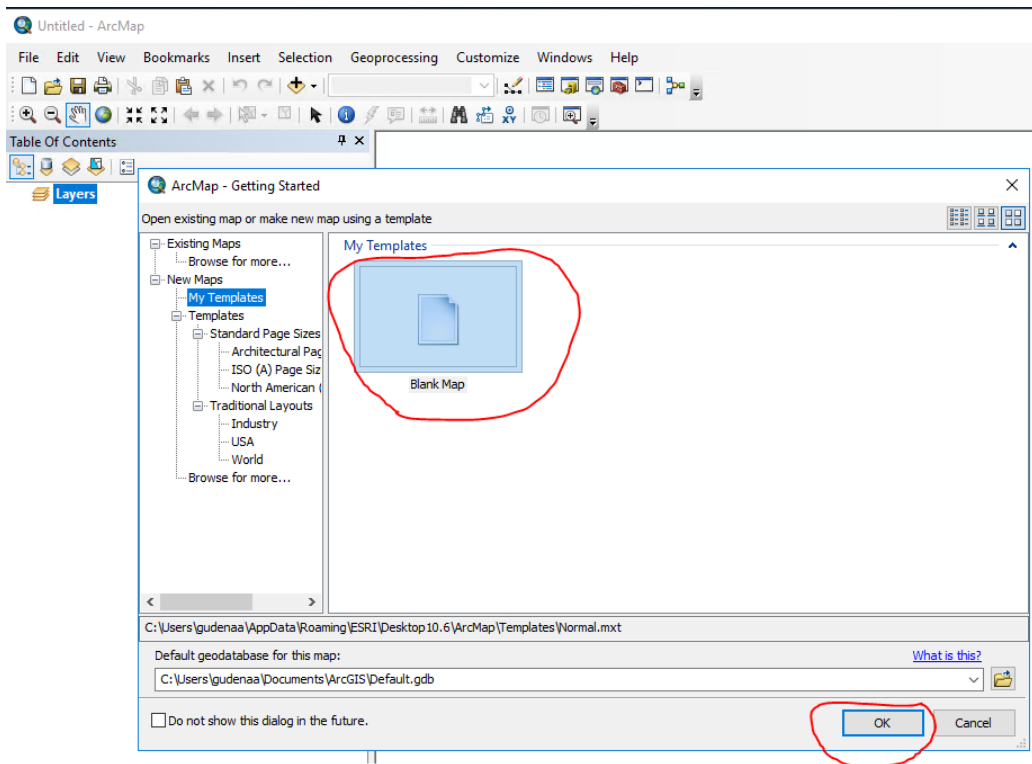 Untitled - ArcMap
File Edit View Bookmarks Insert Selection Geoprocessing Customize Windows Help
Table Of Contents
Layers
ArcMap - Getting Started
Open existing map or make new map using a template
Existing Maps
Browse for more...
New Maps
My Templates
Templates
Standard Page Sizes
Architectural Pag
ISO (A) Page Siz
North American (
Traditional Layouts
Industry
USA
World
Browse for more...
My Templates
Blank Map
C:\Users\gudenaa\AppData\Roaming\ESRI\Desktop10.6\ArcMap\Templates\Normal.mxt
Default geodatabase for this map:
What is this?
C:\Users\gudenaa\Documents\ArcGIS\Default.gdb
Do not show this dialog in the future.
OK Cancel